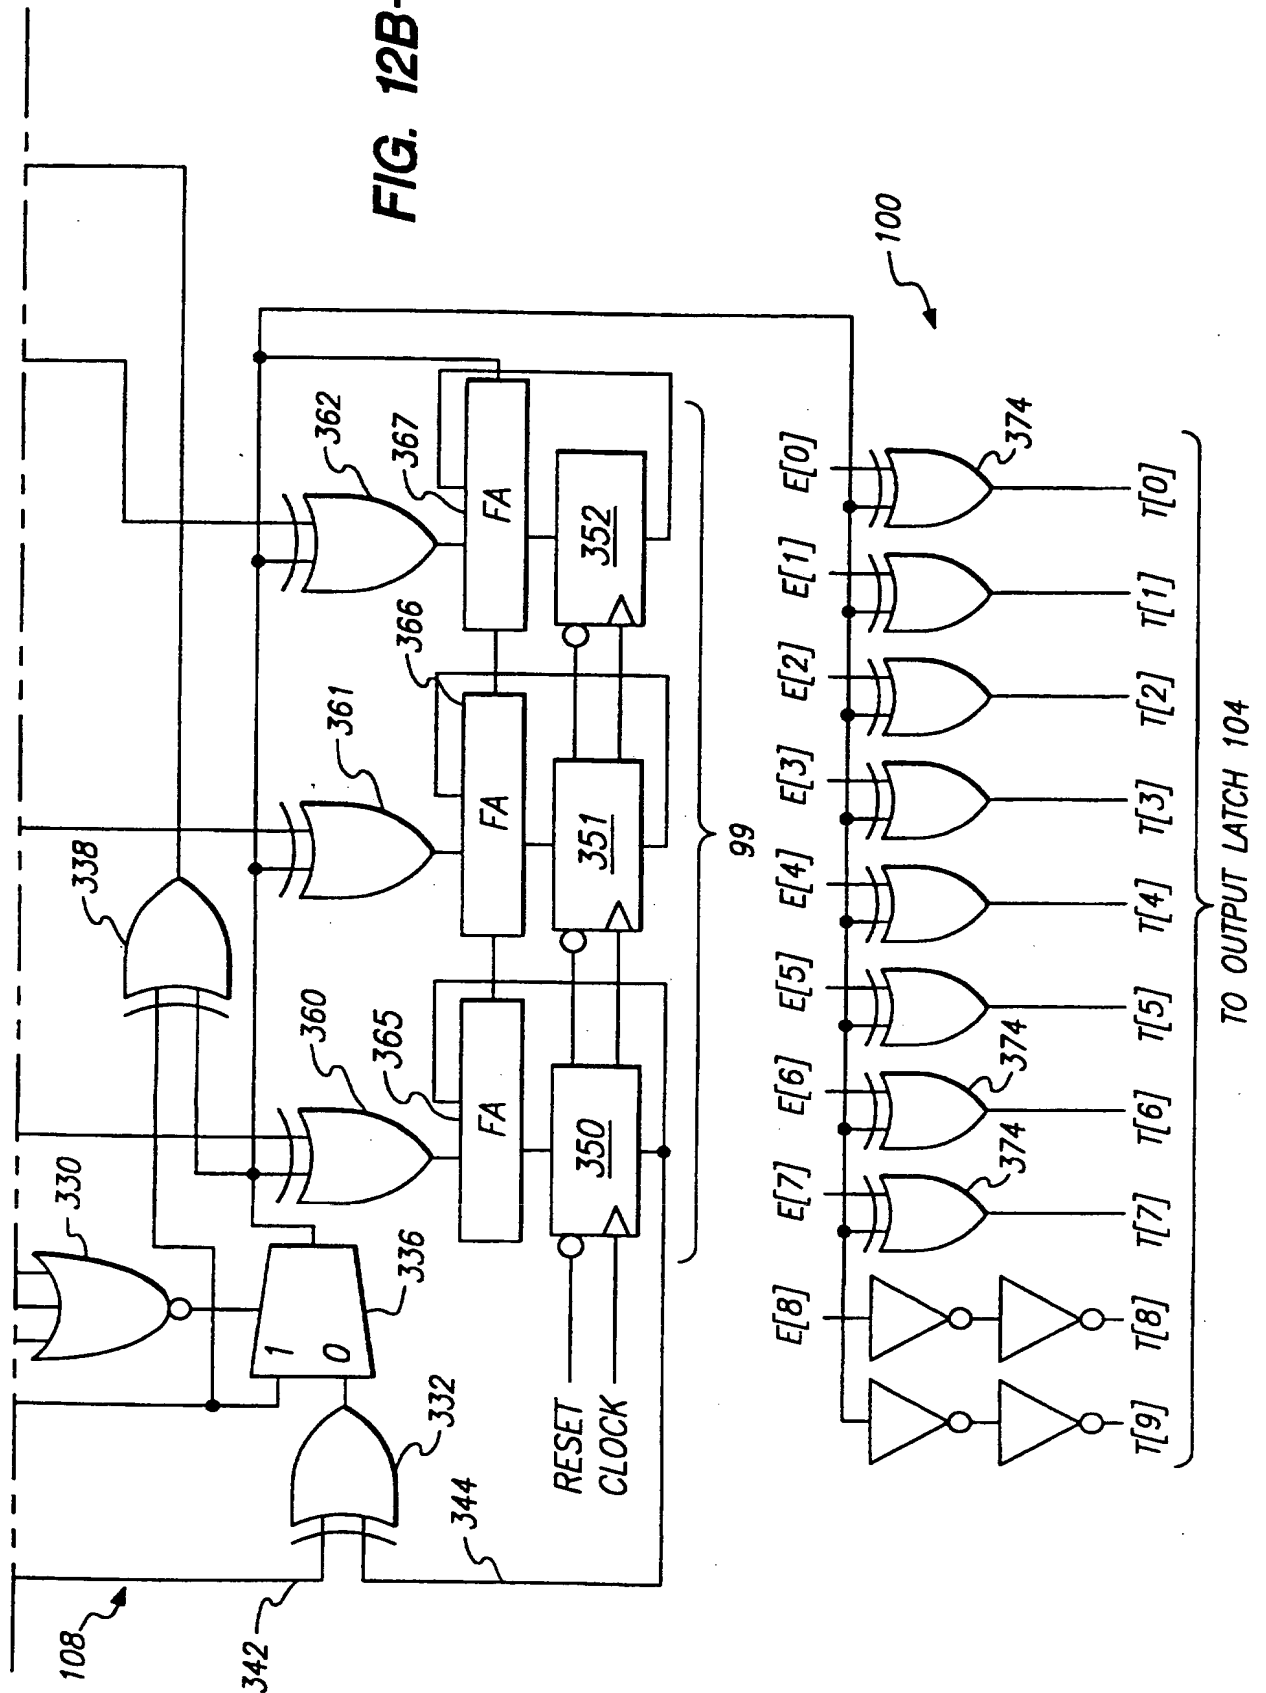 FIG. 12B-
108
342
330
338
336
332
344
360
361
362
365
366
367
1
0
FA
FA
FA
350
351
352
RESET
CLOCK
99
100
E[8]
E[7]
E[6]
E[5]
E[4]
E[3]
E[2]
E[1]
E[0]
374
374
374
T[9]
T[8]
T[7]
T[6]
T[5]
T[4]
T[3]
T[2]
T[1]
T[0]
TO OUTPUT LATCH 104